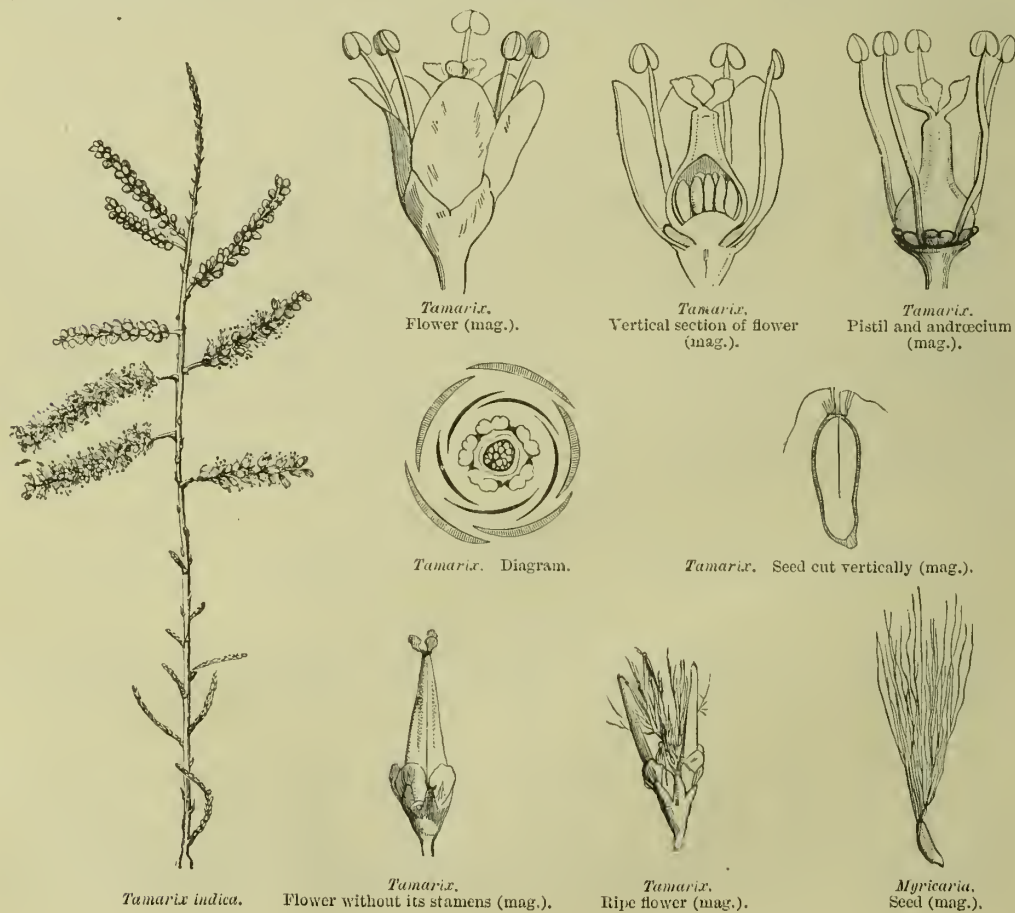 Tamarix.
Flower (mag.).
Tamarix.
Vertical section of flower
(mag.).
Tamarix.
Pistil and andrœcium
(mag.).
Tamarix. Diagram.
Tamarix. Seed cut vertically (mag.).
Tamarix indica.
Tamarix.
Flower without its stamens (mag.).
Tamarix.
Ripe flower (mag.).
Myricaria.
Seed (mag.).